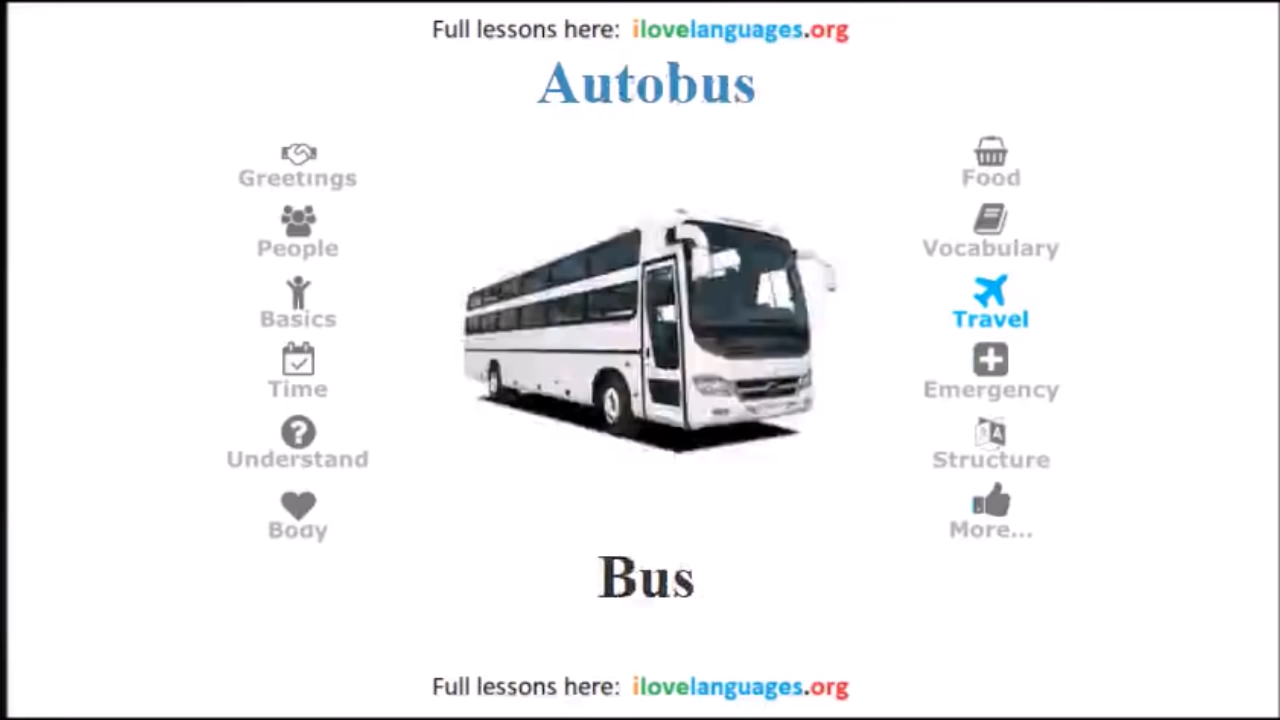 Full lessons here: ilovelanguages.org
Autobus
Greetings
People
Basics
Time
Understand
Body
Food
Vocabulary
Travel
Emergency
Structure
More...
Bus
Full lessons here: ilovelanguages.org